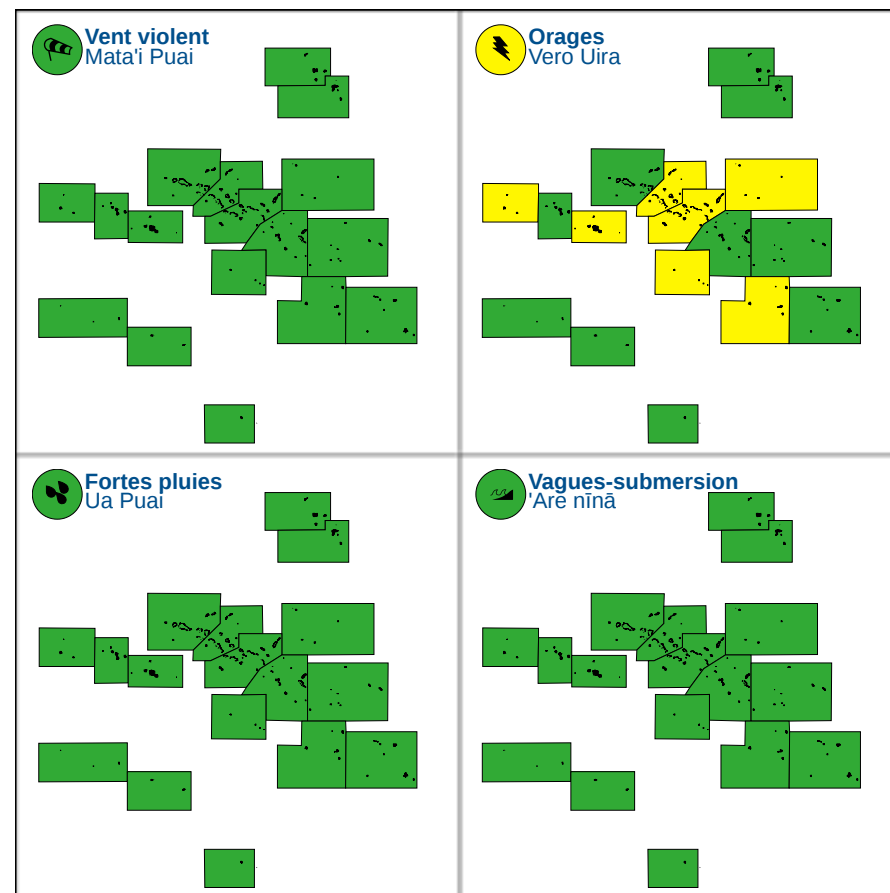 Vent violent
Mata'i Puai
Orages
Vero Uira
Fortes pluies
Ua Puai
Vagues-submersion
'Are nīnā